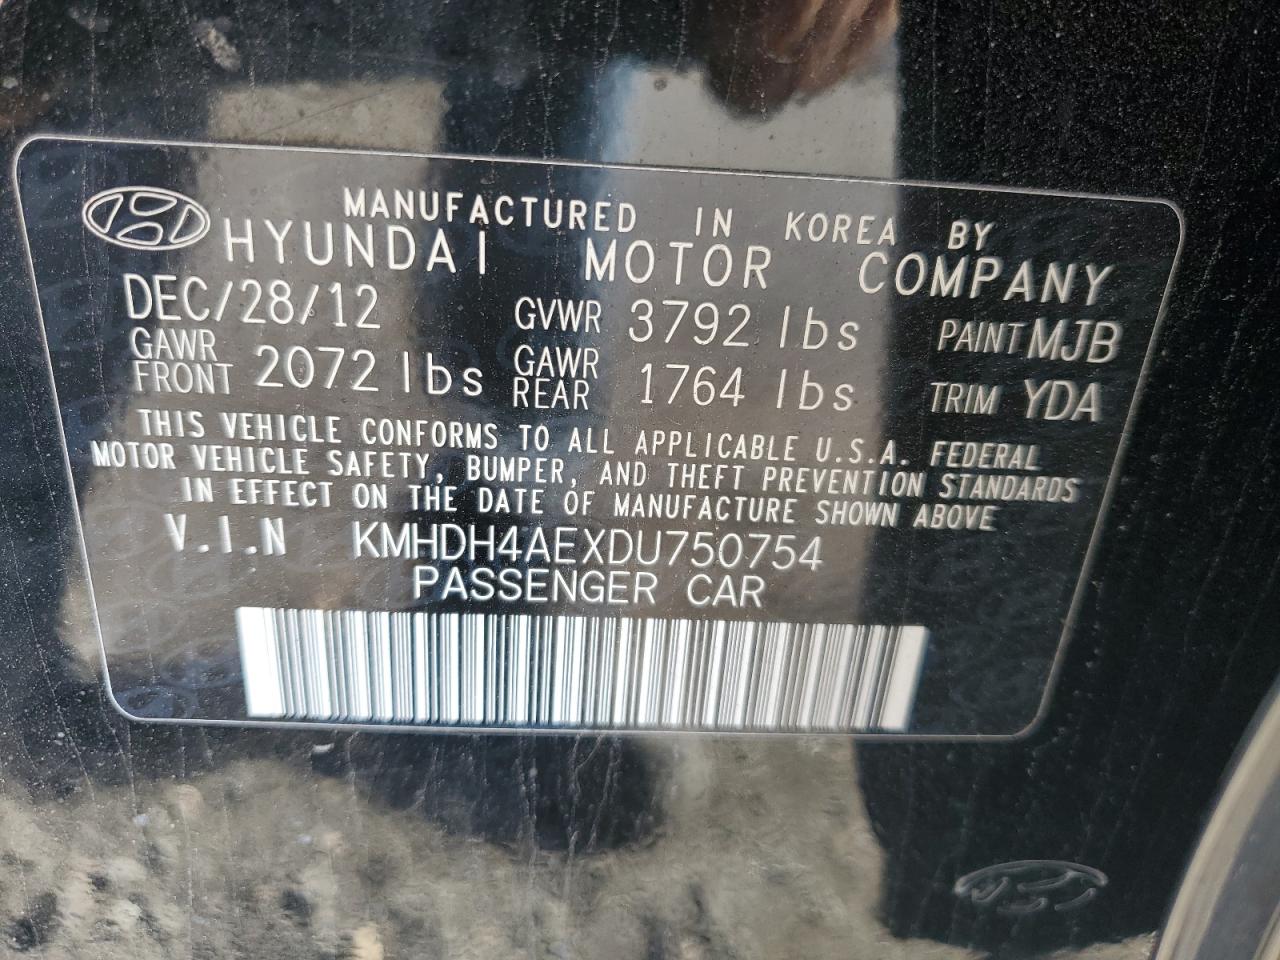 MANUFACTURED IN KOREA BY
HYUNDAI MOTOR COMPANY
DEC/28/12 GVWR 3792 lbs PAINT MJB
GAWR FRONT 2072 lbs GAWR REAR 1764 lbs TRIM YDA
THIS VEHICLE CONFORMS TO ALL APPLICABLE U.S.A. FEDERAL
MOTOR VEHICLE SAFETY, BUMPER, AND THEFT PREVENTION STANDARDS
IN EFFECT ON THE DATE OF MANUFACTURE SHOWN ABOVE
V.I.N KMHDH4AEXDU750754
PASSENGER CAR